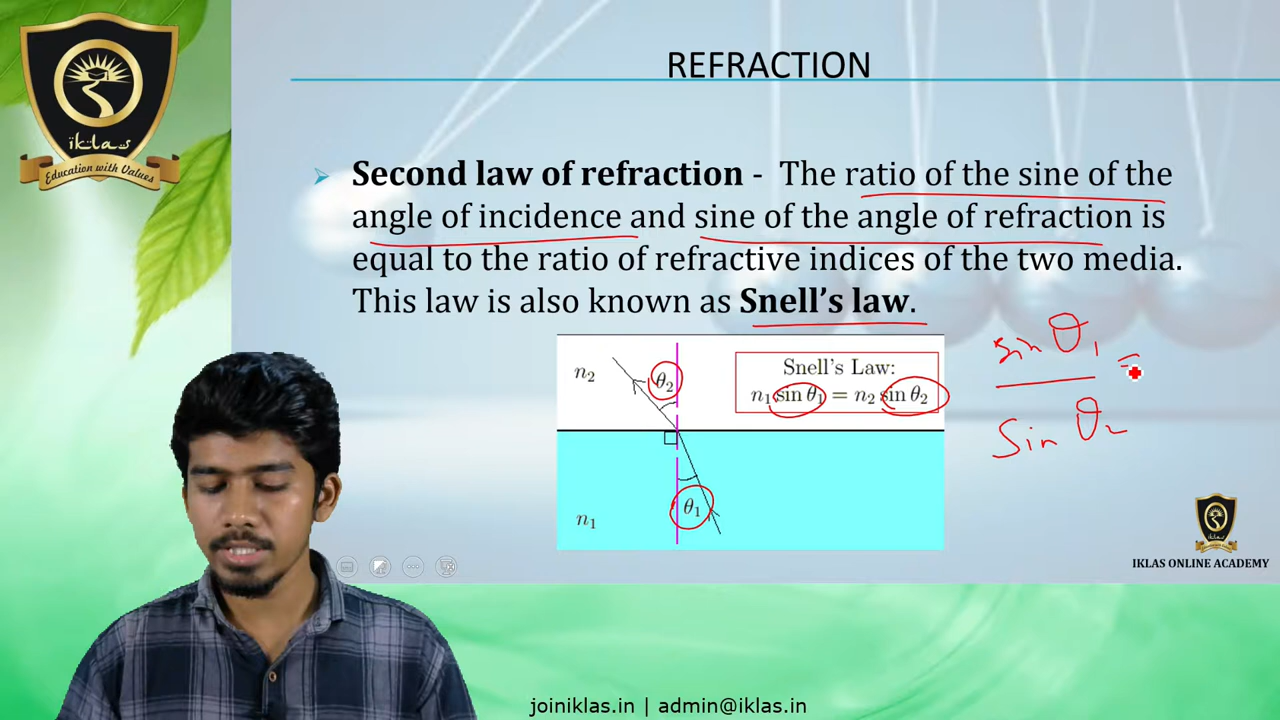 iklas
Education with Values
REFRACTION
Second law of refraction - The ratio of the sine of the
angle of incidence and sine of the angle of refraction is
equal to the ratio of refractive indices of the two media.
This law is also known as Snell's law.
n₂
θ₂
Snell's Law:
n₁ sin θ₁ = n₂ sin θ₂
θ₁
n₁
sin θ₁
Sin θ₂
=
IKLAS ONLINE ACADEMY
joiniklas.in | admin@iklas.in